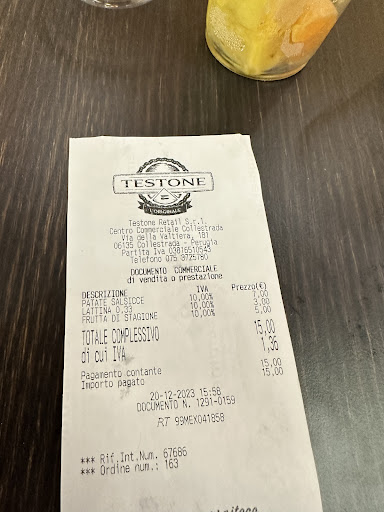 TESTONE
L'ORIGINALE
Testone Retail S.r.l.
Centro Commerciale Collestrada
Via della Valtiera, 181
06135 Collestrada - Perugia
Partita Iva 03816510543
Telefono 075 3725780
DOCUMENTO COMMERCIALE
di vendita o prestazione
DESCRIZIONE IVA Prezzo(€)
PATATE SALSICCE 10,00% 7,00
LATTINA 0,33 10,00% 3,00
FRUTTA DI STAGIONE 10,00% 5,00
TOTALE COMPLESSIVO 15,00
di cui IVA 1,36
Pagamento contante 15,00
Importo pagato 15,00
20-12-2023 15:58
DOCUMENTO N. 1291-0159
RT 99MEX041858
*** Rif.Int.Num. 67686
*** Ordine num.: 163